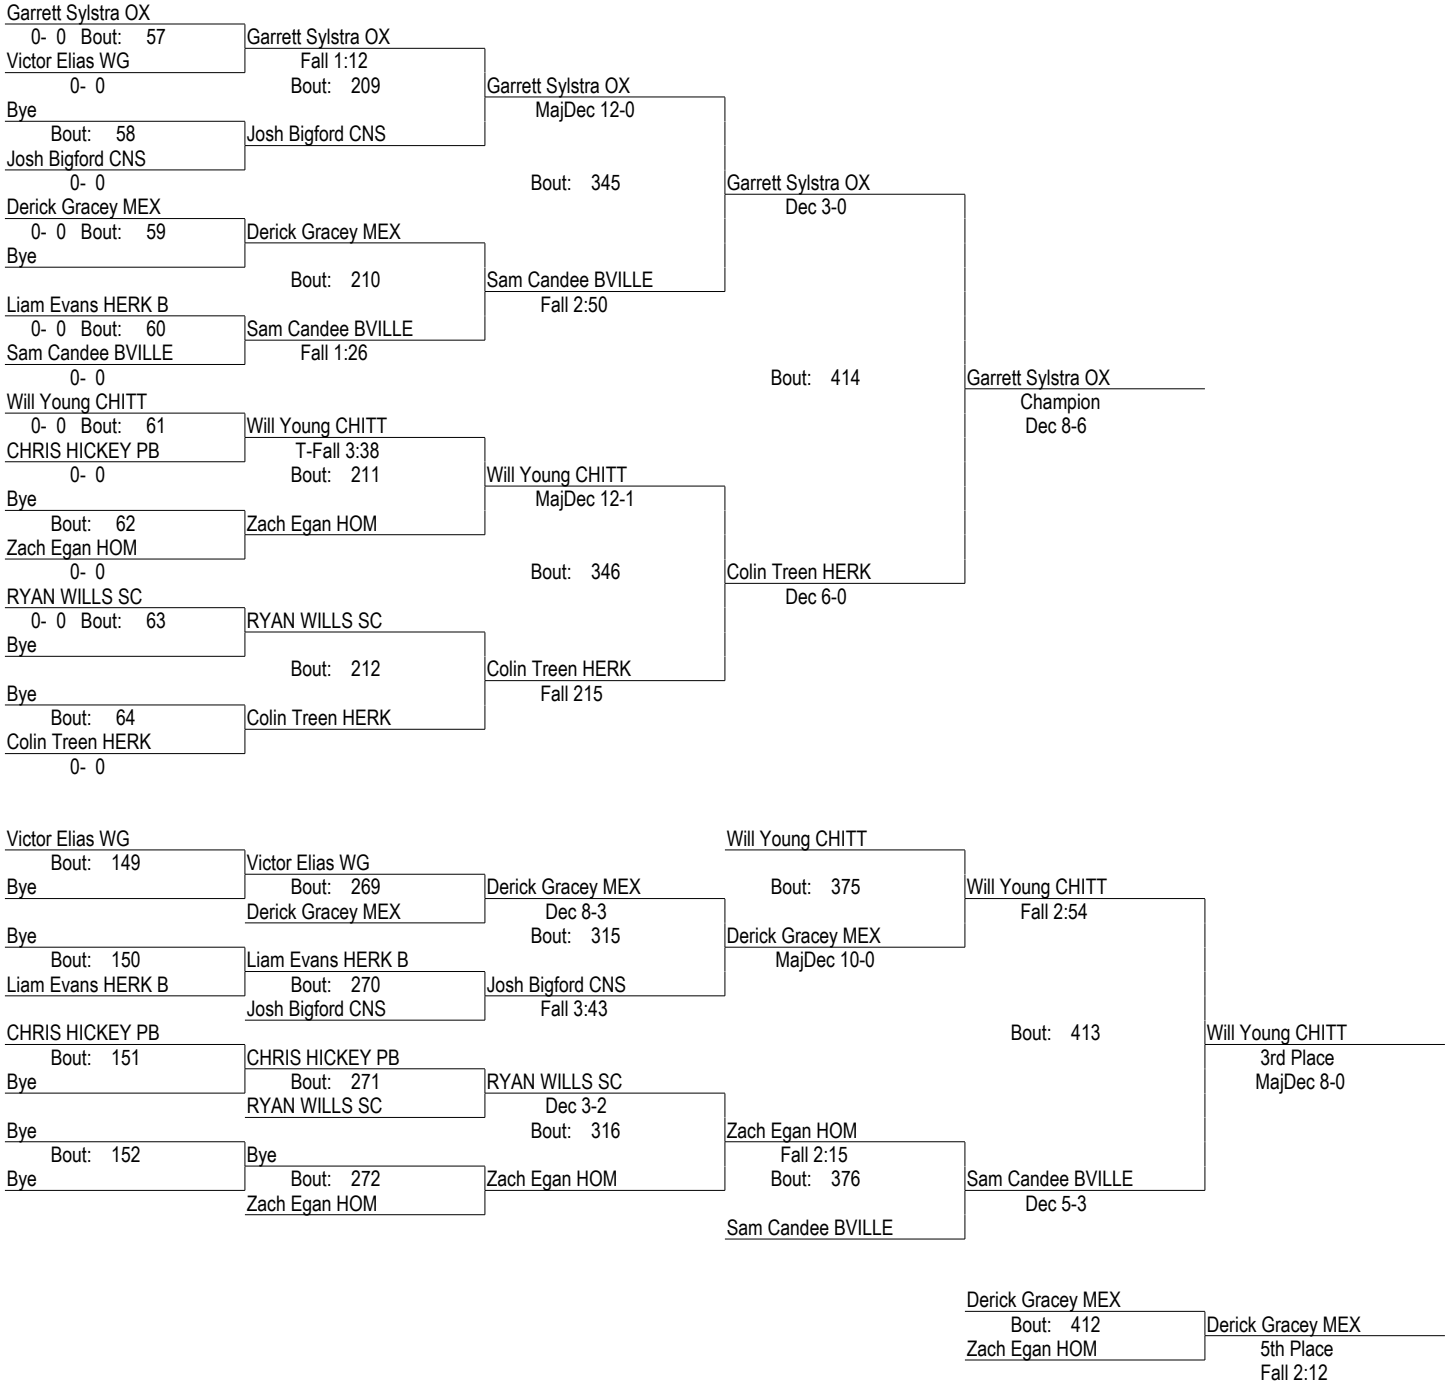 Garrett Sylstra OX
0- 0 Bout: 57
Garrett Sylstra OX
Victor Elias WG
Fall 1:12
0- 0
Bout: 209
Garrett Sylstra OX
Bye
MajDec 12-0
Bout: 58
Josh Bigford CNS
Josh Bigford CNS
0- 0
Bout: 345
Garrett Sylstra OX
Derick Gracey MEX
Dec 3-0
0- 0 Bout: 59
Derick Gracey MEX
Bye
Bout: 210
Sam Candee BVILLE
Liam Evans HERK B
Fall 2:50
0- 0 Bout: 60
Sam Candee BVILLE
Sam Candee BVILLE
Fall 1:26
0- 0
Bout: 414
Garrett Sylstra OX
Will Young CHITT
Champion
0- 0 Bout: 61
Will Young CHITT
Dec 8-6
CHRIS HICKEY PB
T-Fall 3:38
0- 0
Bout: 211
Will Young CHITT
Bye
MajDec 12-1
Bout: 62
Zach Egan HOM
Zach Egan HOM
0- 0
Bout: 346
Colin Treen HERK
RYAN WILLS SC
Dec 6-0
0- 0 Bout: 63
RYAN WILLS SC
Bye
Bout: 212
Colin Treen HERK
Bye
Fall 215
Bout: 64
Colin Treen HERK
Colin Treen HERK
0- 0
Victor Elias WG
Will Young CHITT
Bout: 149
Victor Elias WG
Bye
Bout: 269
Derick Gracey MEX
Bout: 375
Will Young CHITT
Derick Gracey MEX
Dec 8-3
Fall 2:54
Bye
Bout: 315
Derick Gracey MEX
Bout: 150
Liam Evans HERK B
MajDec 10-0
Liam Evans HERK B
Bout: 270
Josh Bigford CNS
Josh Bigford CNS
Fall 3:43
CHRIS HICKEY PB
Bout: 413
Will Young CHITT
Bout: 151
CHRIS HICKEY PB
3rd Place
Bye
Bout: 271
RYAN WILLS SC
MajDec 8-0
RYAN WILLS SC
Dec 3-2
Bye
Bout: 316
Zach Egan HOM
Bout: 152
Bye
Fall 2:15
Bye
Bout: 272
Zach Egan HOM
Bout: 376
Sam Candee BVILLE
Zach Egan HOM
Dec 5-3
Sam Candee BVILLE
Derick Gracey MEX
Bout: 412
Derick Gracey MEX
Zach Egan HOM
5th Place
Fall 2:12